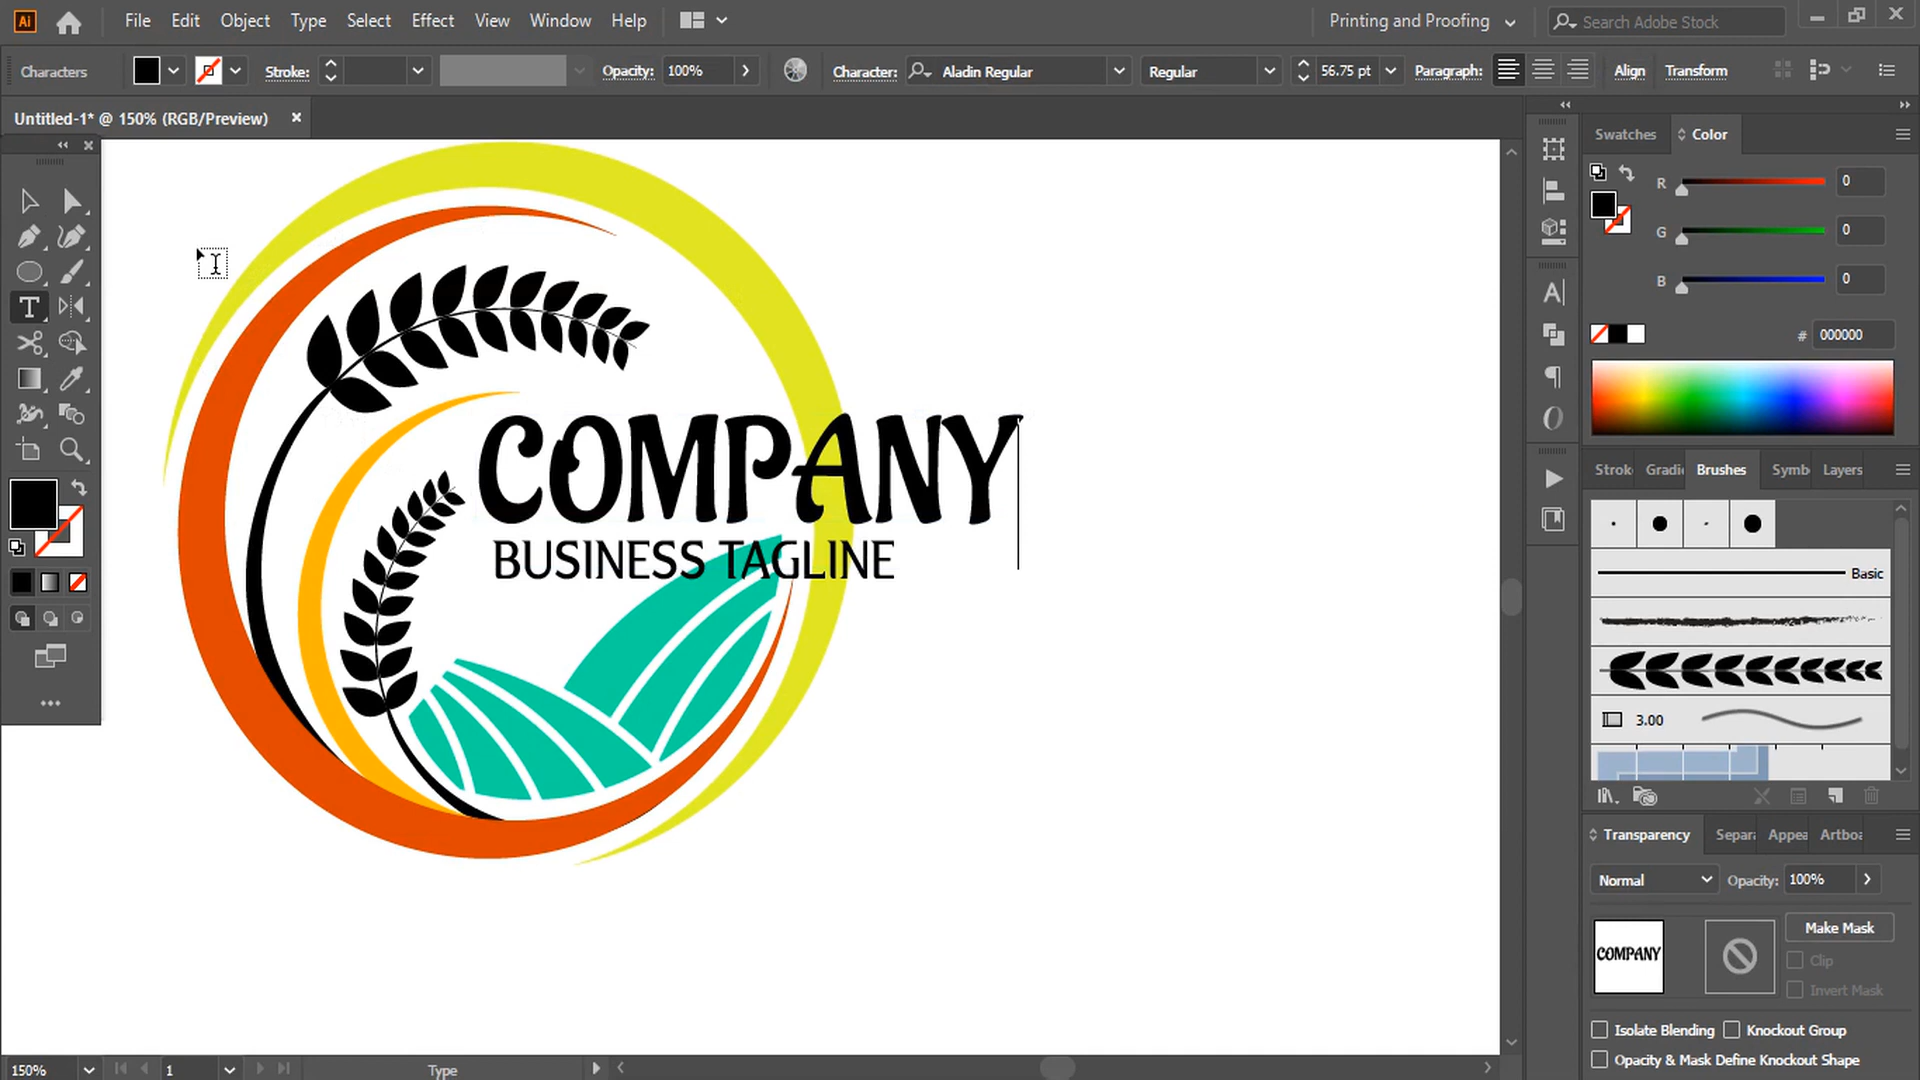 Ai File Edit Object Type Select Effect View Window Help Printing and Proofing Search Adobe Stock
Characters Stroke: Opacity: 100% Character: Aladin Regular Regular 56.75 pt Paragraph: Align Transform
Untitled-1* @ 150% (RGB/Preview)
Swatches Color
R 0
G 0
B 0
# 000000
COMPANY
BUSINESS TAGLINE
Strok Gradi Brushes Symb Layers
Basic
3.00
Transparency Separa Appea Artboa
Normal Opacity: 100%
Make Mask
COMPANY
Clip
Invert Mask
Isolate Blending Knockout Group
Opacity & Mask Define Knockout Shape
150% 1 Type